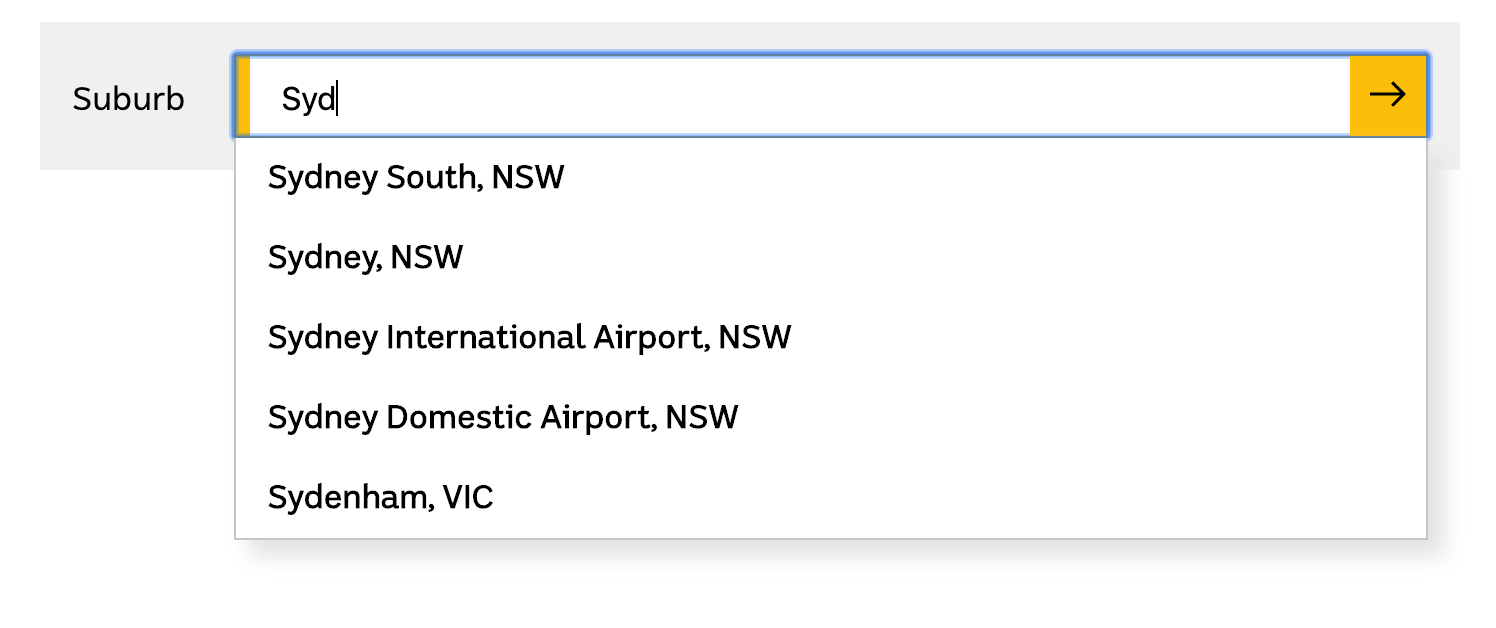 Suburb
Syd
Sydney South, NSW
Sydney, NSW
Sydney International Airport, NSW
Sydney Domestic Airport, NSW
Sydenham, VIC